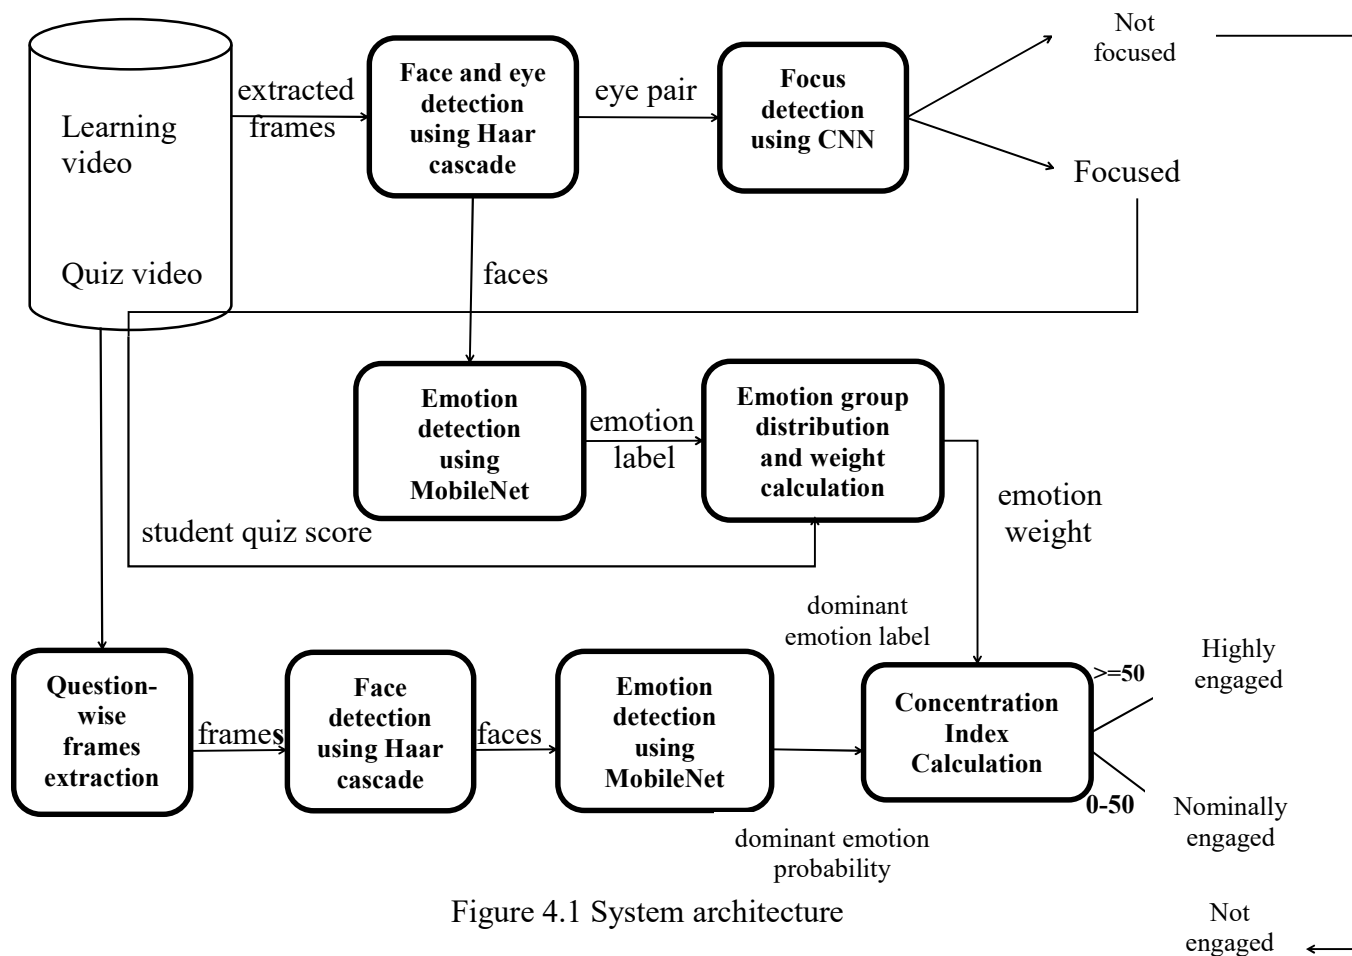 Learning
video
Quiz video
extracted
frames
Face and eye
detection
using Haar
cascade
eye pair
Focus
detection
using CNN
Not
focused
Focused
faces
Emotion
detection
using
MobileNet
emotion
label
Emotion group
distribution
and weight
calculation
emotion
weight
student quiz score
dominant
emotion label
Question-
wise
frames
extraction
frames
Face
detection
using Haar
cascade
faces
Emotion
detection
using
MobileNet
dominant emotion
probability
Concentration
Index
Calculation
>=50
0-50
Highly
engaged
Nominally
engaged
Not
engaged
Figure 4.1 System architecture